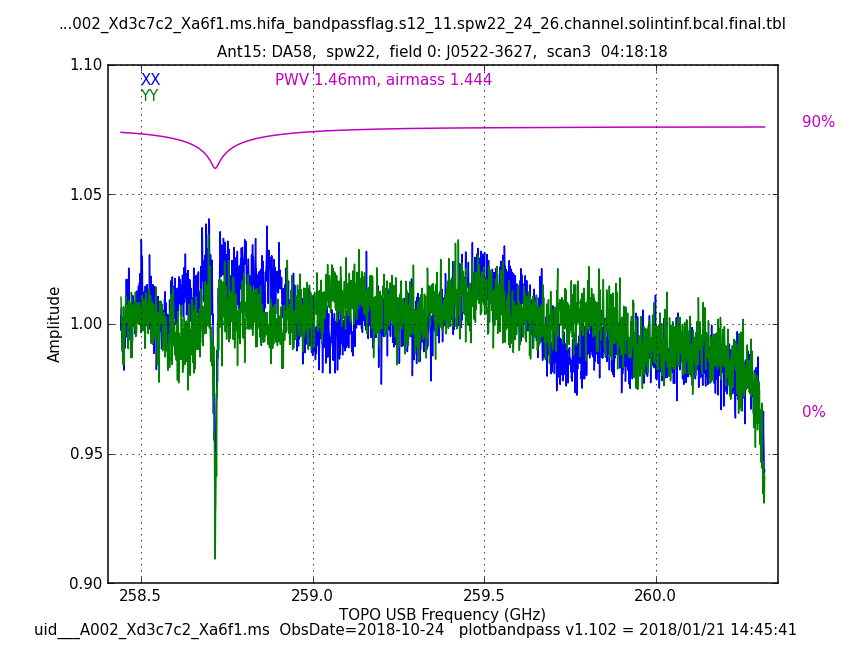 ...002_Xd3c7c2_Xa6f1.ms.hifa_bandpassflag.s12_11.spw22_24_26.channel.solintinf.bcal.final.tbl
Ant15: DA58,  spw22,  field 0: J0522-3627,  scan3  04:18:18
1.10
XX
PWV 1.46mm, airmass 1.444
YY
90%
1.05
1.00
Amplitude
0%
0.95
0.90
258.5 259.0 259.5 260.0
TOPO USB Frequency (GHz)
uid___A002_Xd3c7c2_Xa6f1.ms  ObsDate=2018-10-24   plotbandpass v1.102 = 2018/01/21 14:45:41